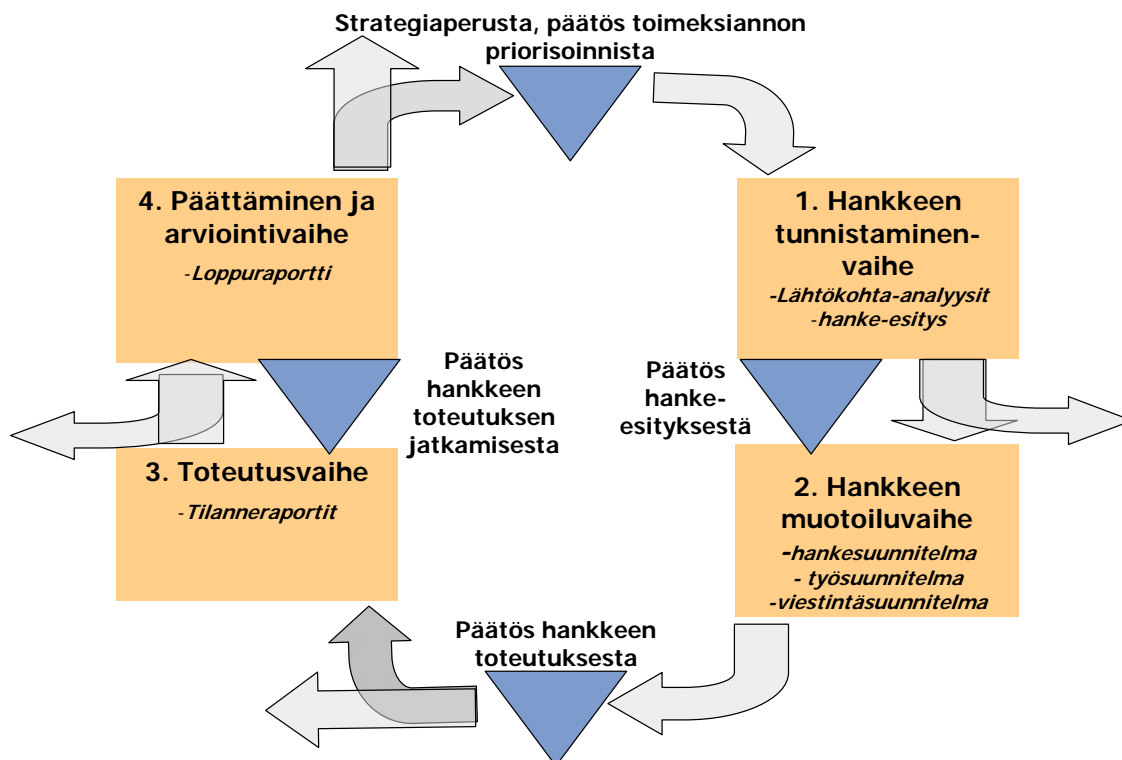 Strategiaperusta, päätös toimeksiannon
priorisoinnista
4. Päättäminen ja
arviointivaihe
-Loppuraportti
1. Hankkeen
tunnistaminen-
vaihe
-Lähtökohta-analyysit
-hanke-esitys
Päätös
hankkeen
toteutuksen
jatkamisesta
Päätös
hanke-
esityksestä
3. Toteutusvaihe
-Tilanneraportit
2. Hankkeen
muotoiluvaihe
-hankesuunnitelma
- työsuunnitelma
-viestintäsuunnitelma
Päätös hankkeen
toteutuksesta